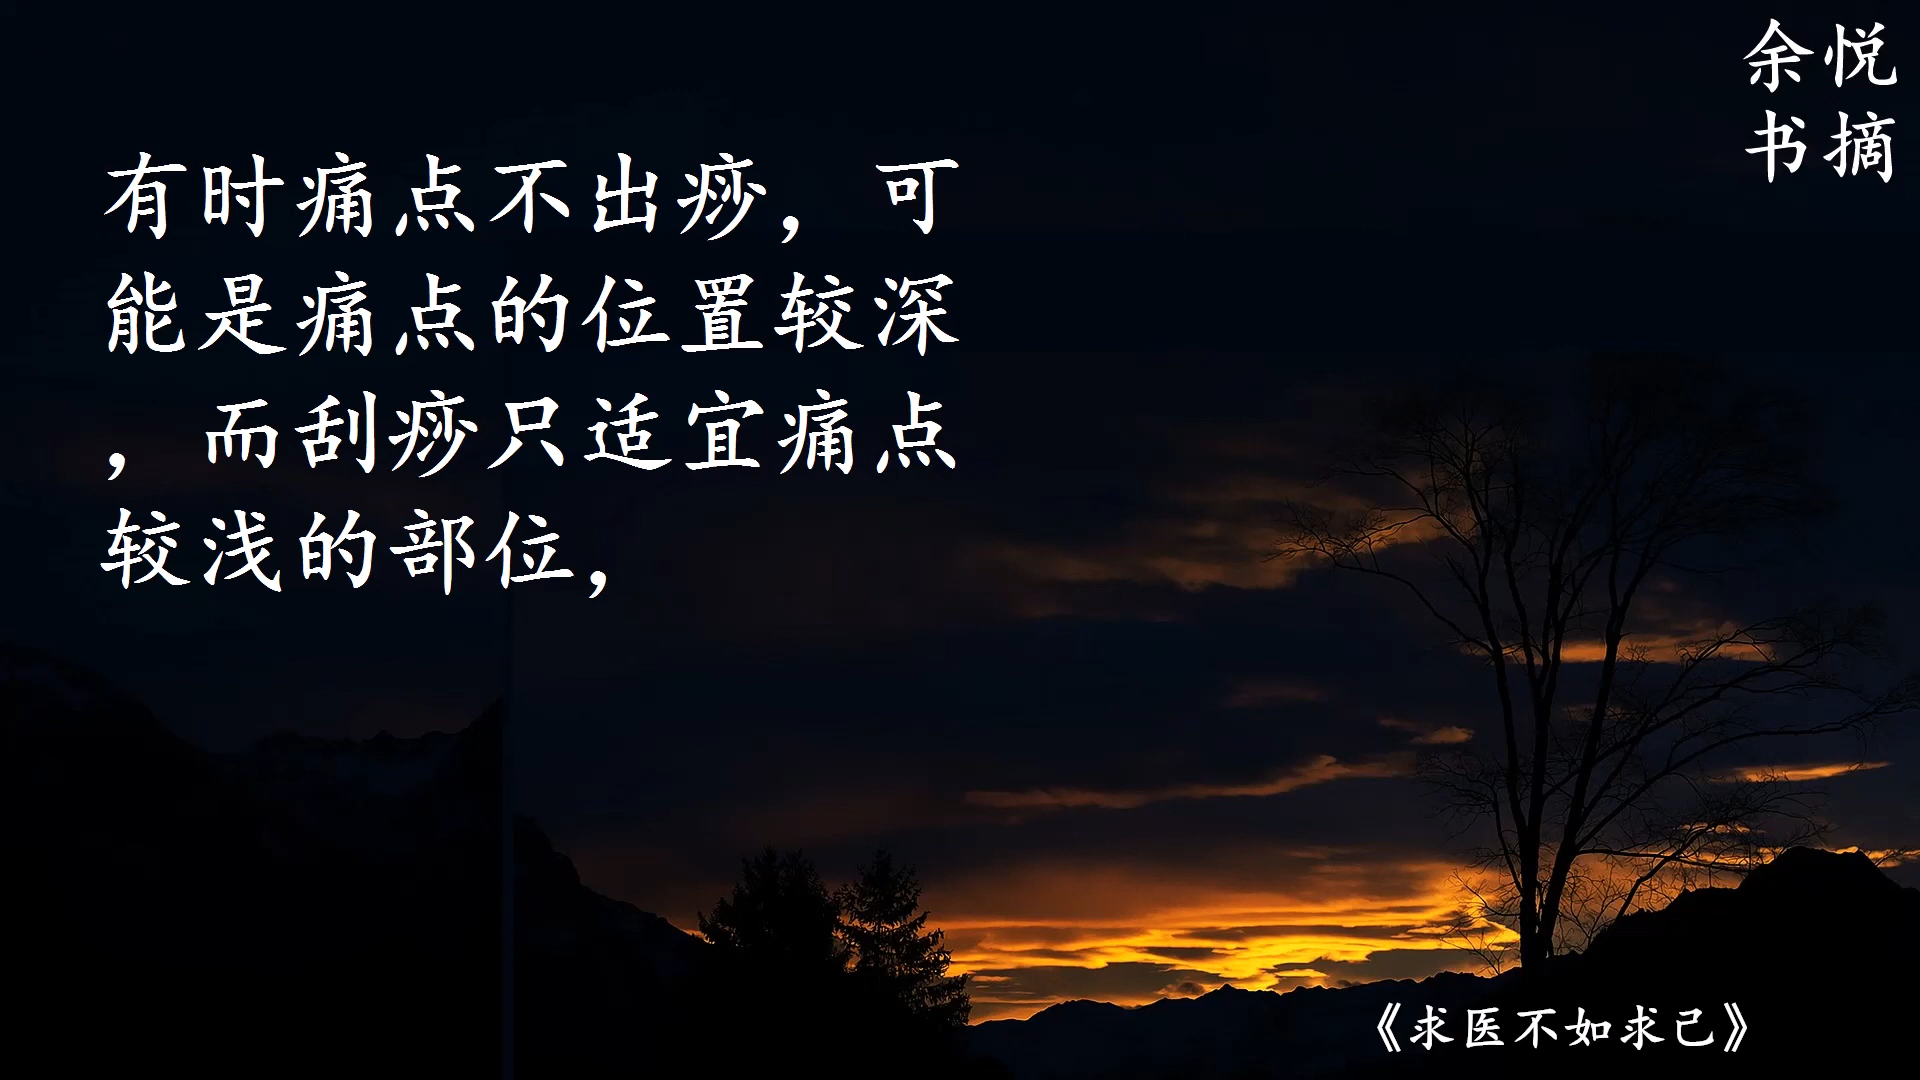 余悦
书摘
有时痛点不出痧，可
能是痛点的位置较深
，而刮痧只适宜痛点
较浅的部位，
《求医不如求己》